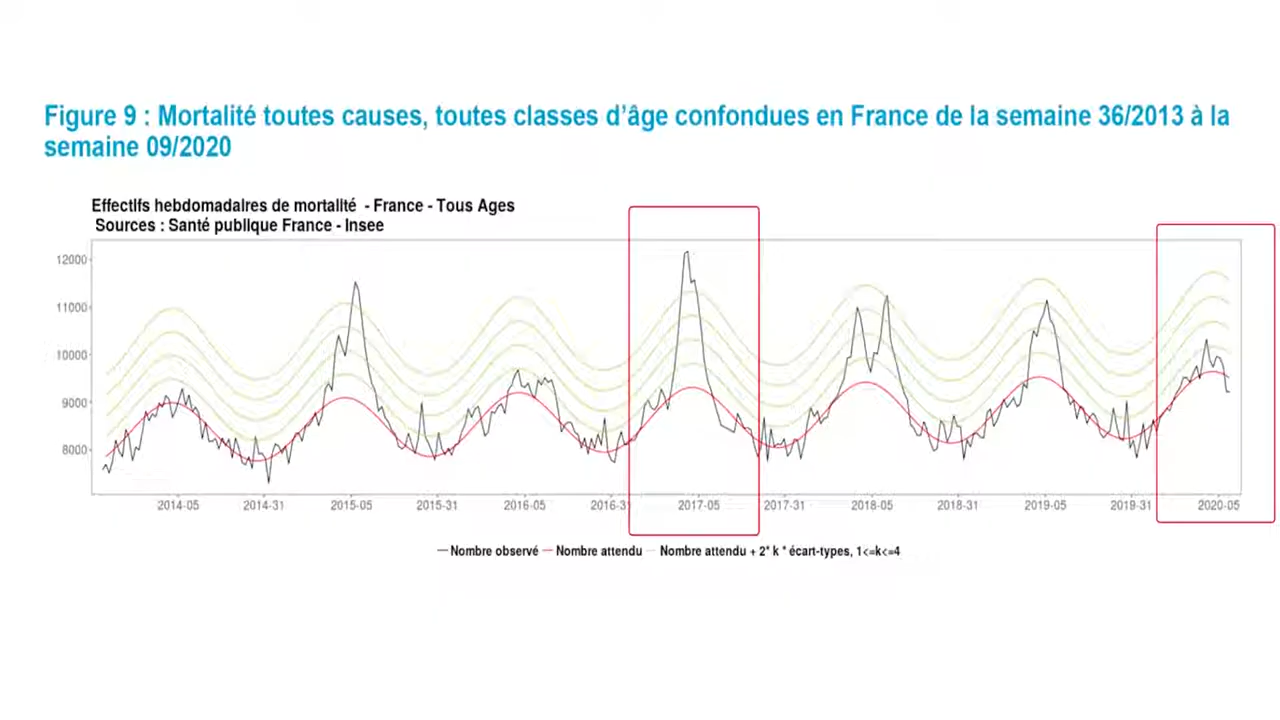 Figure 9 : Mortalité toutes causes, toutes classes d'âge confondues en France de la semaine 36/2013 à la
semaine 09/2020
Effectifs hebdomadaires de mortalité - France - Tous Ages
Sources : Santé publique France - Insee
12000
11000
10000
9000
8000
2014-05 2014-31 2015-05 2015-31 2016-05 2016-31 2017-05 2017-31 2018-05 2018-31 2019-05 2019-31 2020-05
Nombre observé Nombre attendu Nombre attendu + 2* k * écart-types, 1<=k<=4